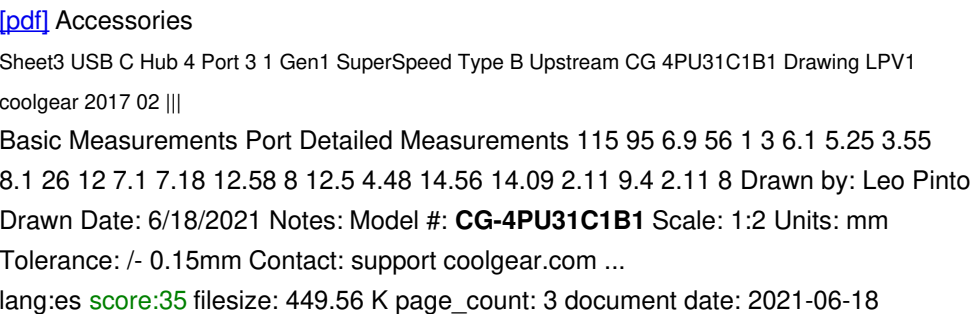 [pdf] Accessories
Sheet3 USB C Hub 4 Port 3 1 Gen1 SuperSpeed Type B Upstream CG 4PU31C1B1 Drawing LPV1
coolgear 2017 02 |||
Basic Measurements Port Detailed Measurements 115 95 6.9 56 1 3 6.1 5.25 3.55
8.1 26 12 7.1 7.18 12.58 8 12.5 4.48 14.56 14.09 2.11 9.4 2.11 8 Drawn by: Leo Pinto
Drawn Date: 6/18/2021 Notes: Model #: CG-4PU31C1B1 Scale: 1:2 Units: mm
Tolerance: /- 0.15mm Contact: support coolgear.com ...
lang:es score:35 filesize: 449.56 K page_count: 3 document date: 2021-06-18